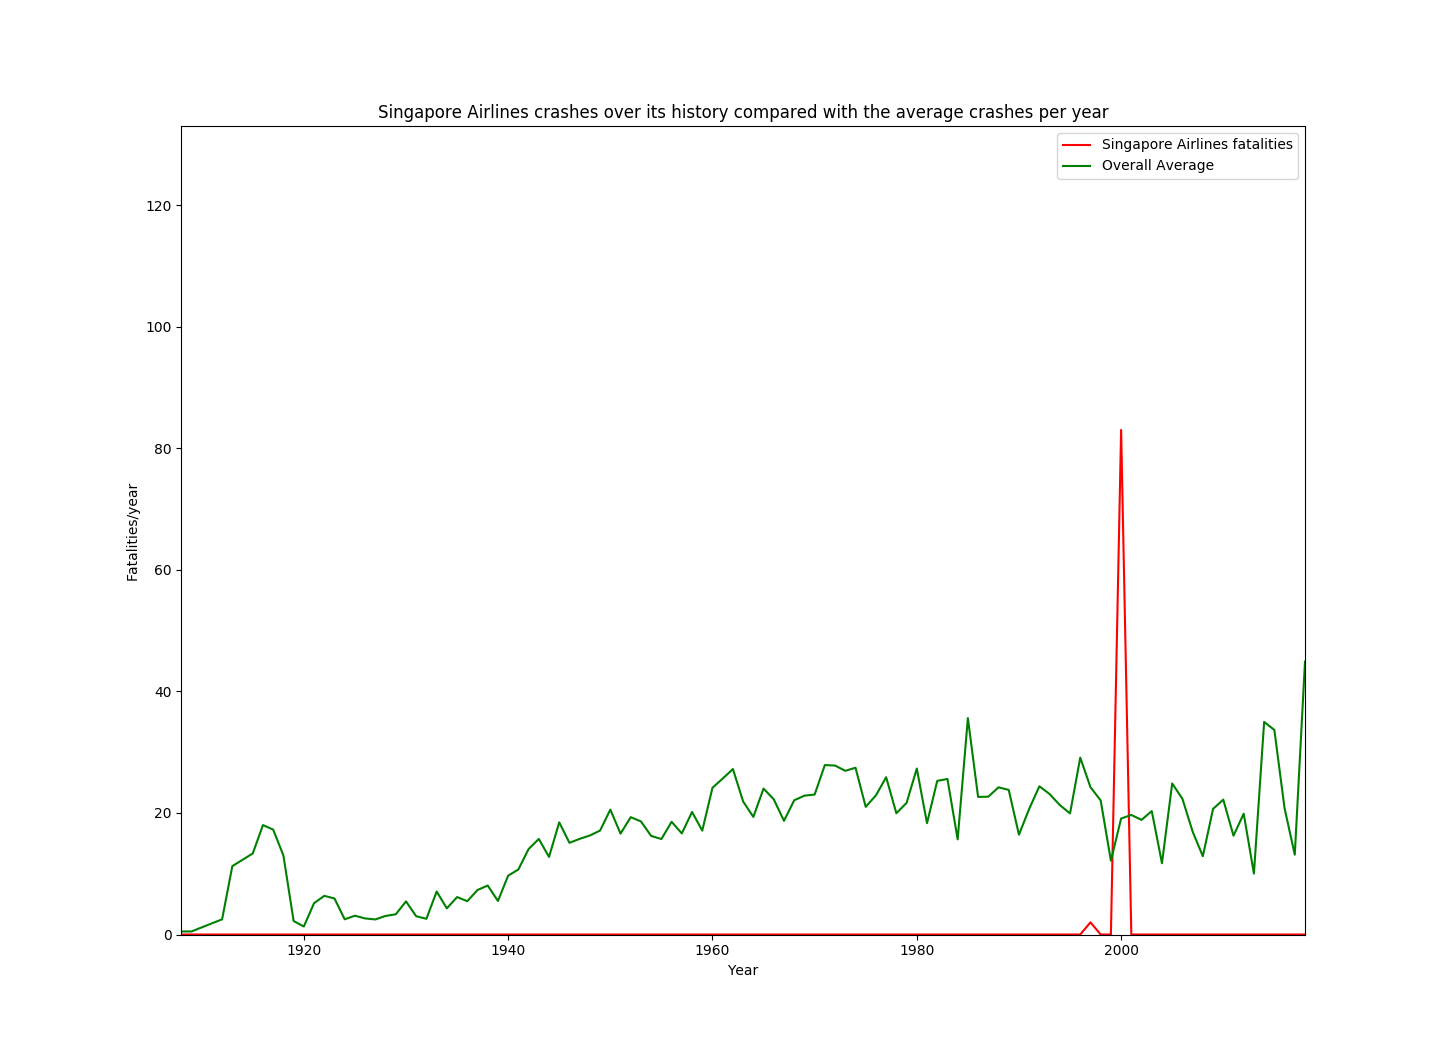 Singapore Airlines crashes over its history compared with the average crashes per year
Singapore Airlines fatalities
Overall Average
120
100
80
60
40
20
0
Fatalities/year
1920
1940
1960
1980
2000
Year